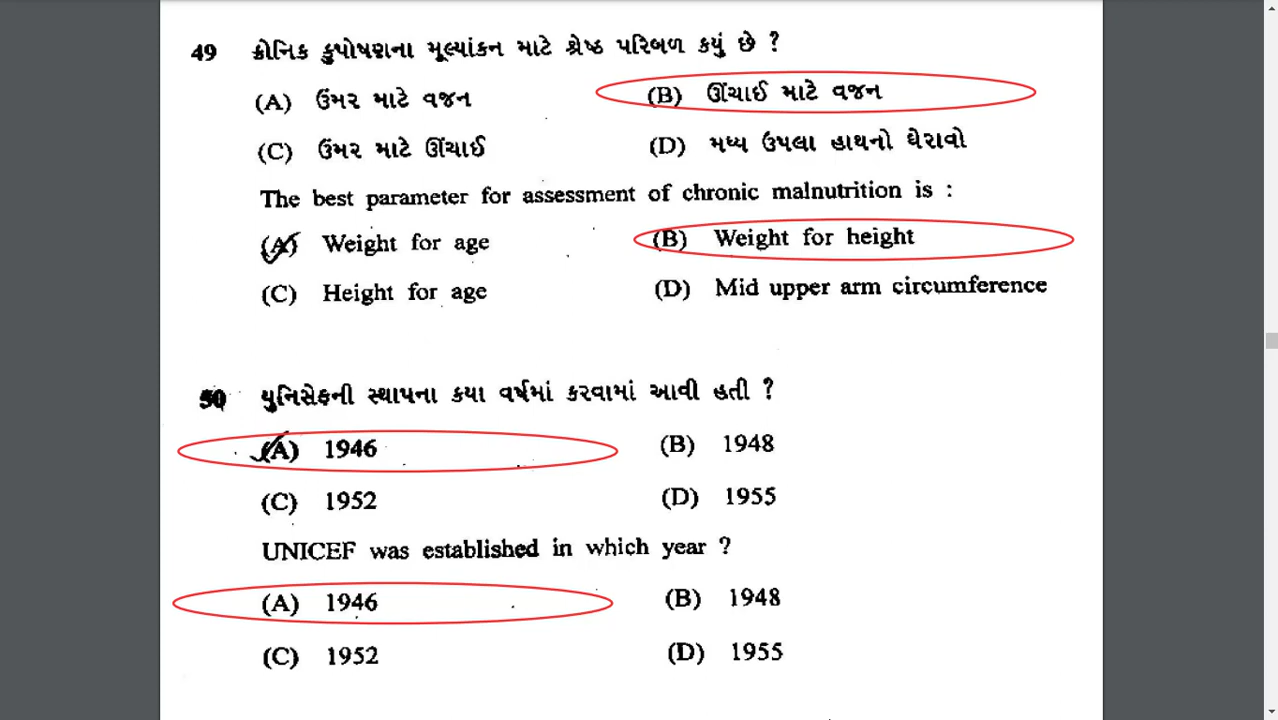 49 ક્રોનિક કુપોષણના મૂલ્યાંકન માટે શ્રેષ્ઠ પરિબળ કયું છે ?
(A) ઉંમર માટે વજન (B) ઊંચાઈ માટે વજન
(C) ઉંમર માટે ઊંચાઈ (D) મધ્ય ઉપલા હાથનો ઘેરાવો
The best parameter for assessment of chronic malnutrition is :
(A) Weight for age (B) Weight for height
(C) Height for age (D) Mid upper arm circumference
50 યુનિસેફની સ્થાપના કયા વર્ષમાં કરવામાં આવી હતી ?
(A) 1946 (B) 1948
(C) 1952 (D) 1955
UNICEF was established in which year ?
(A) 1946 (B) 1948
(C) 1952 (D) 1955